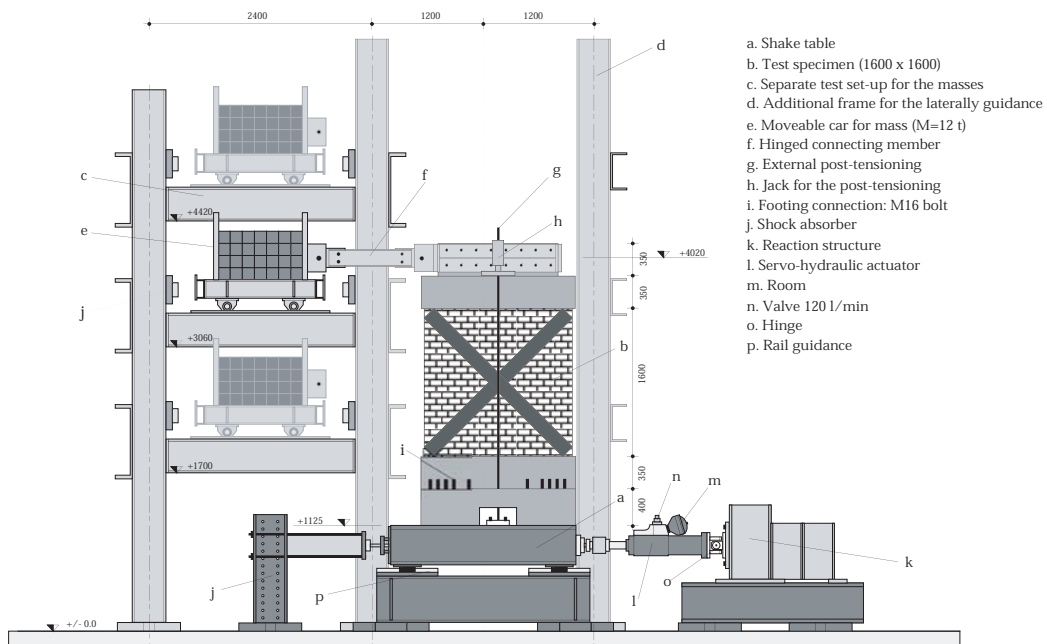 2400
1200
1200
a. Shake table
b. Test specimen (1600 x 1600)
c. Separate test set-up for the masses
d. Additional frame for the laterally guidance
e. Moveable car for mass (M=12 t)
f. Hinged connecting member
g. External post-tensioning
h. Jack for the post-tensioning
i. Footing connection: M16 bolt
j. Shock absorber
k. Reaction structure
l. Servo-hydraulic actuator
m. Room
n. Valve 120 l/min
o. Hinge
p. Rail guidance
d
c
f
g
+4420
h
e
+4020
350
350
j
+3060
b
1600
i
+1700
350
n
m
a
400
+1125
k
j
p
l
o
+/- 0.0